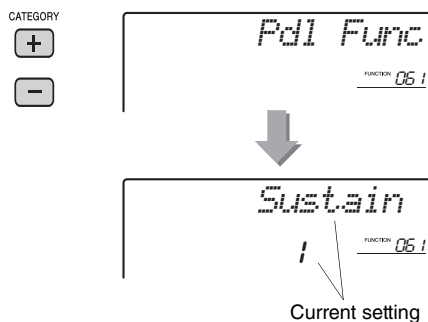 CATEGORY
+
Pdl Func
FUNCTION 061
−
Sustain
1 FUNCTION 061
Current setting